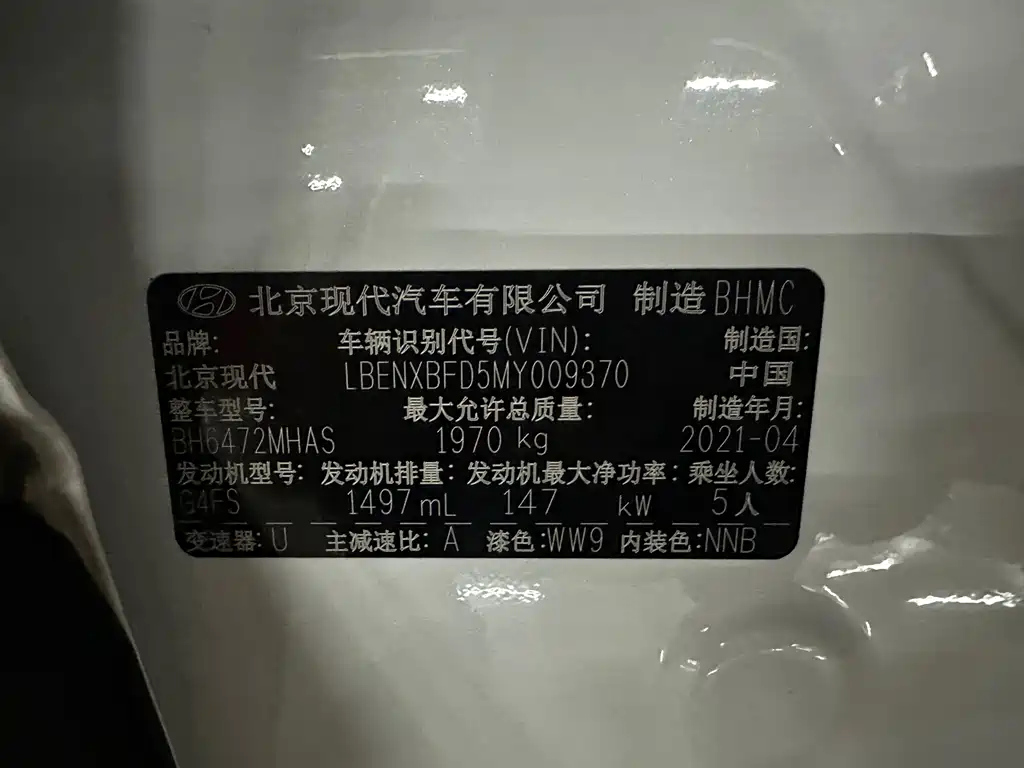 北京现代汽车有限公司 制造 BHMC
品牌: 车辆识别代号(VIN): 制造国:
北京现代 LBENXBFD5MY009370 中国
整车型号: 最大允许总质量: 制造年月:
BH6472MHAS 1970 kg 2021-04
发动机型号: 发动机排量: 发动机最大净功率: 乘坐人数:
G4FS 1497 mL 147 kW 5人
变速器: U 主减速比: A 漆色:WW9 内装色:NNB